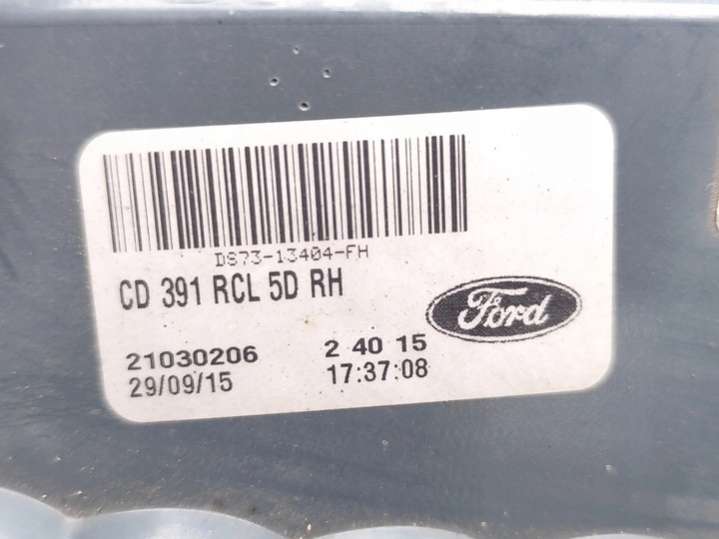 DS73-13404-FH
CD 391 RCL 5D RH
Ford
21030206 2 40 15
29/09/15 17:37:08